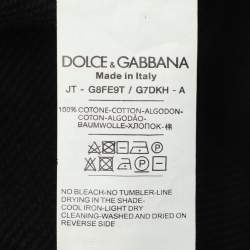 DOLCE & GABBANA
Made in Italy
JT - G8FE9T / G7DKH - A
100% COTONE-COTTON-ALGODON-
COTON-ALGODÃO-
BAUMWOLLE-ХЛОПОК-棉
NO BLEACH-NO TUMBLER-LINE
DRYING IN THE SHADE-
COOL IRON-LIGHT DRY
CLEANING-WASHED AND DRIED ON
REVERSE SIDE